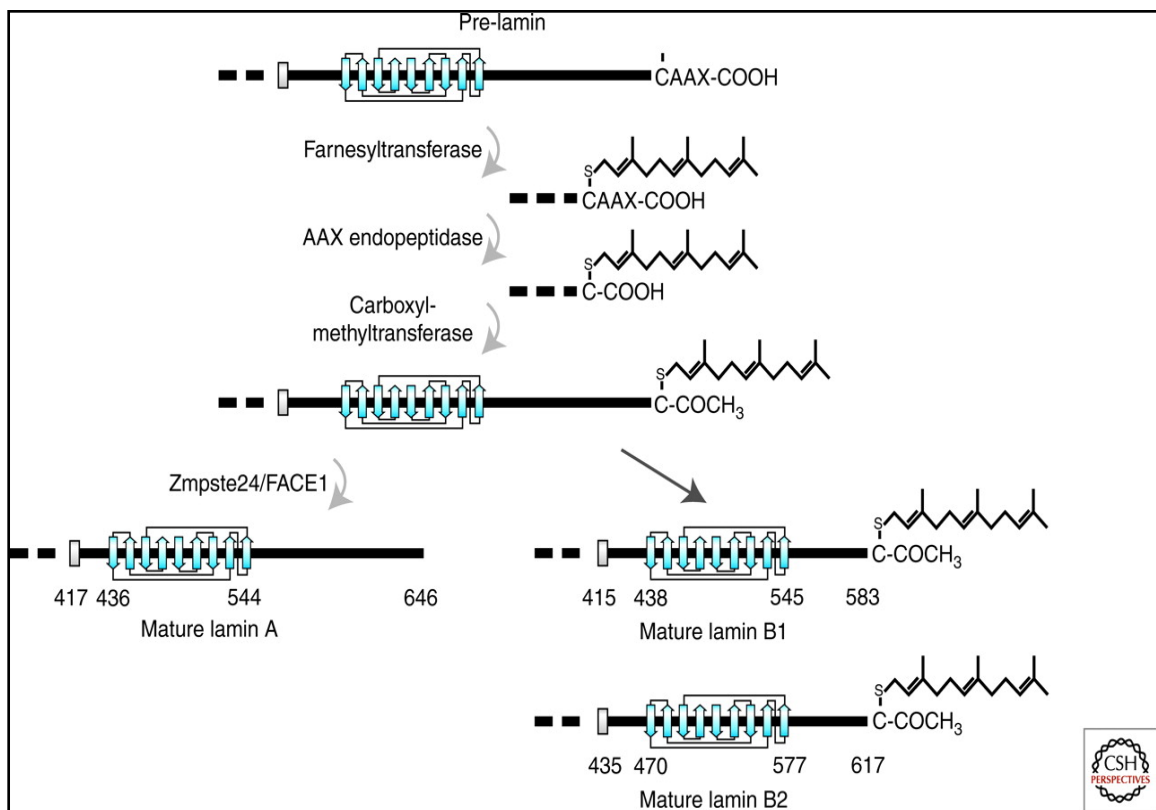 Pre-lamin
CAAX-COOH
Farnesyltransferase
S
CAAX-COOH
AAX endopeptidase
S
C-COOH
Carboxyl-
methyltransferase
S
C-COCH3
Zmpste24/FACE1
S
C-COCH3
417 436 544 646
Mature lamin A
415 438 545 583
Mature lamin B1
S
C-COCH3
435 470 577 617
Mature lamin B2
CSH
PERSPECTIVES